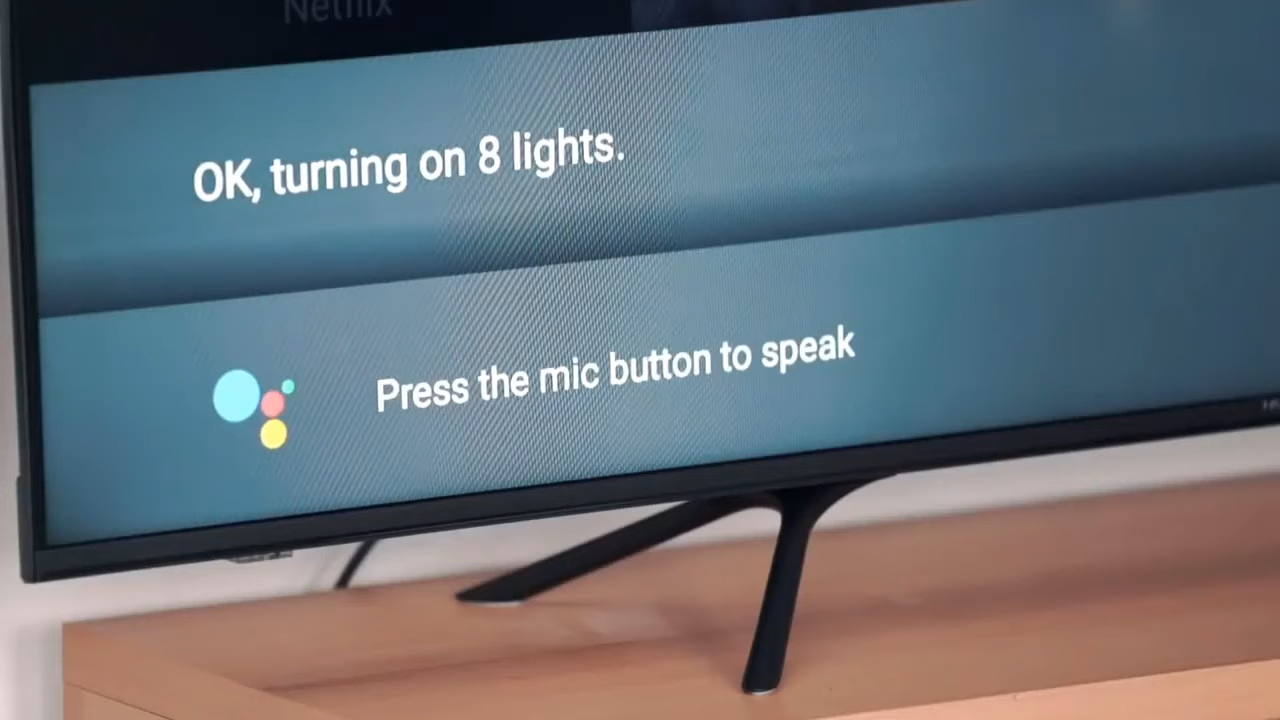 Netflix
OK, turning on 8 lights.
Press the mic button to speak